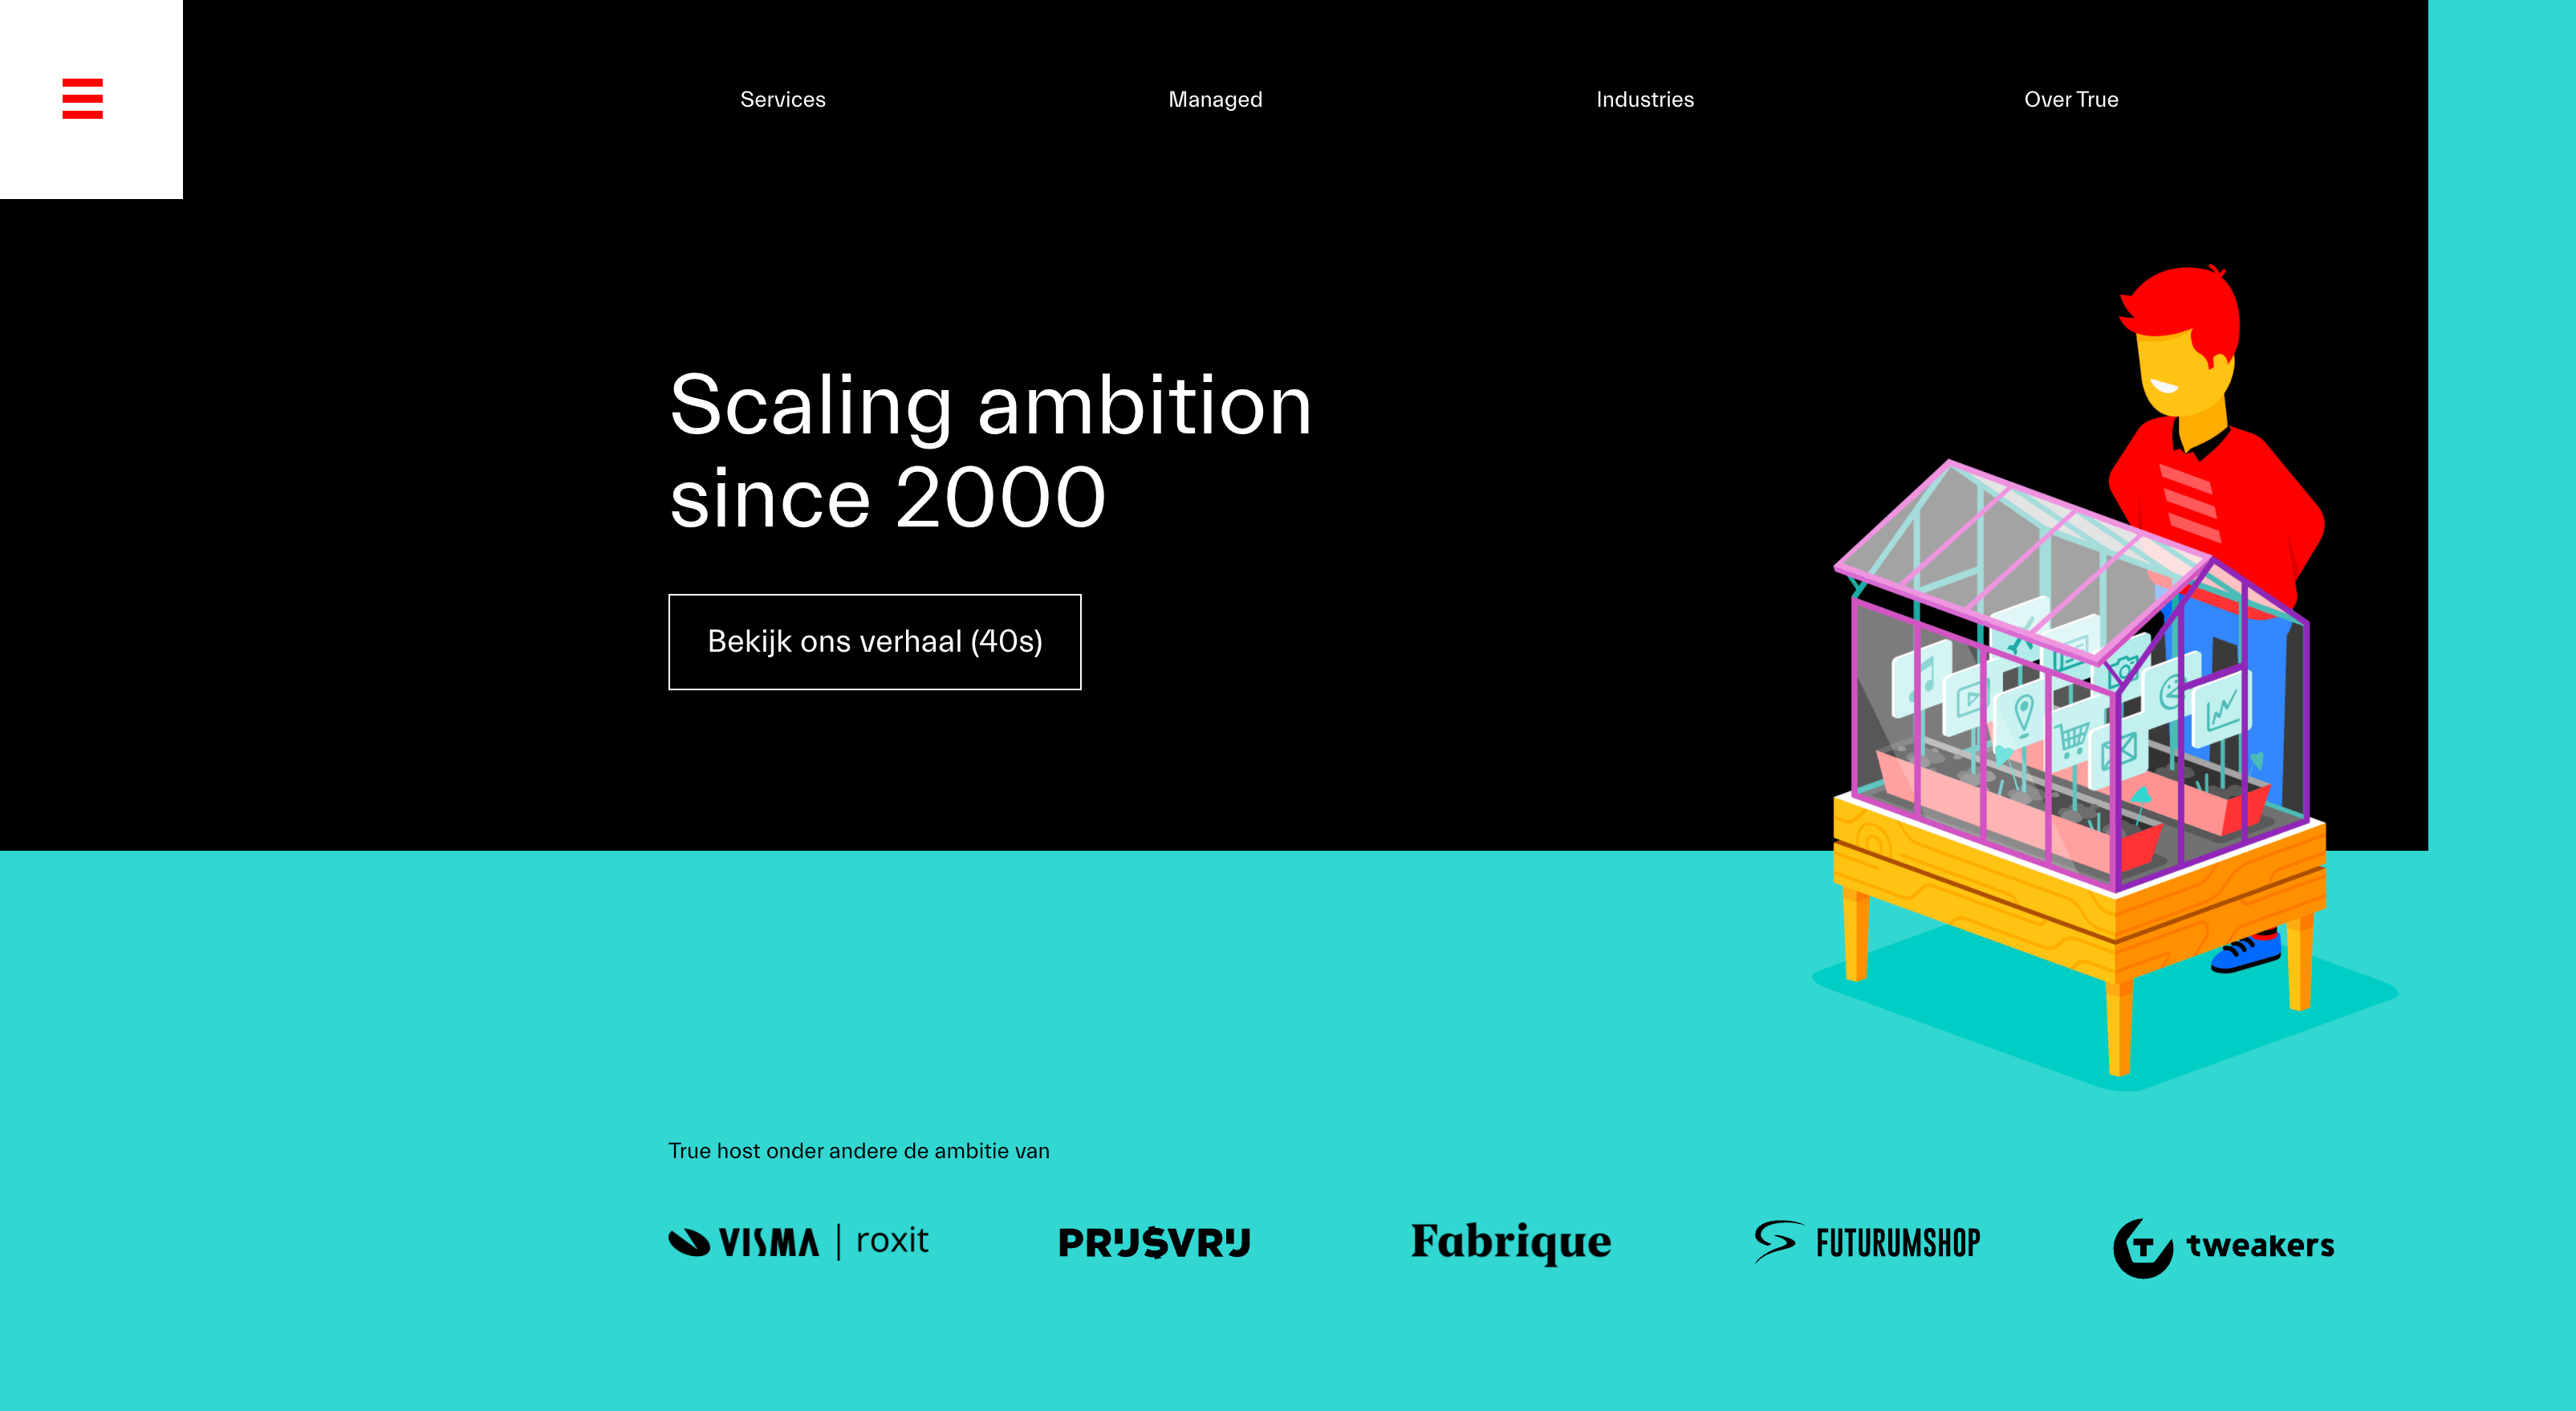 Services
Managed
Industries
Over True
Scaling ambition
since 2000
Bekijk ons verhaal (40s)
True host onder andere de ambitie van
VISMA | roxit
PRIJSVRIJ
Fabrique
FUTURUMSHOP
tweakers